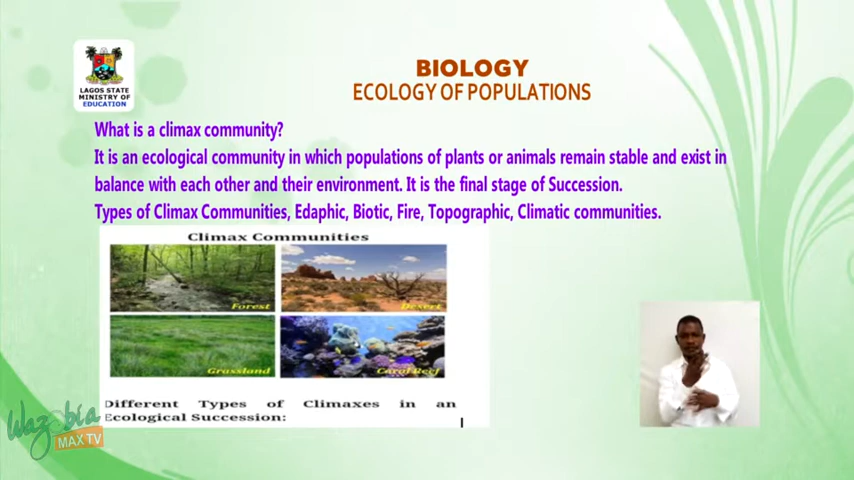 BIOLOGY
ECOLOGY OF POPULATIONS
LAGOS STATE
MINISTRY OF
EDUCATION
What is a climax community?
It is an ecological community in which populations of plants or animals remain stable and exist in
balance with each other and their environment. It is the final stage of Succession.
Types of Climax Communities, Edaphic, Biotic, Fire, Topographic, Climatic communities.
Climax Communities
Forest
Desert
Grassland
Coral Reef
Different Types of Climaxes in an
Ecological Succession:
Wazobia
MAX TV